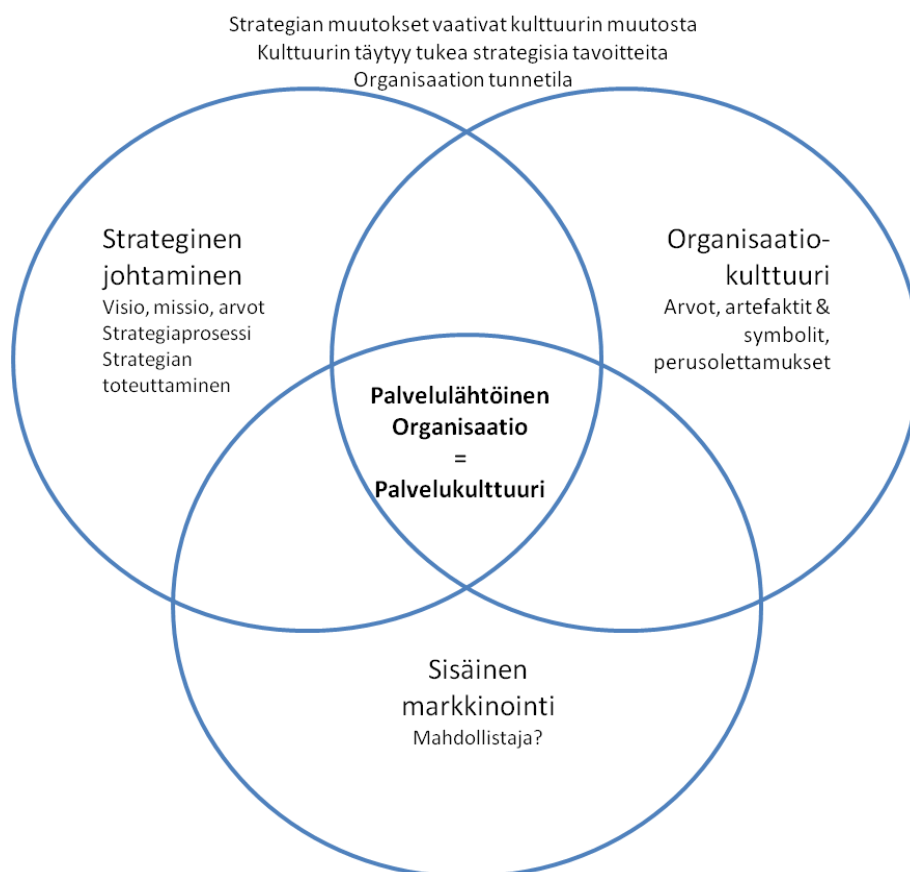 Strategian muutokset vaativat kulttuurin muutosta
Kulttuurin täytyy tukea strategisia tavoitteita
Organisaation tunnetila
Strateginen
johtaminen
Visio, missio, arvot
Strategiaprosessi
Strategian
toteuttaminen
Organisaatio-
kulttuuri
Arvot, artefaktit &
symbolit,
perusolettamukset
Palvelulähtöinen
Organisaatio
=
Palvelukulttuuri
Sisäinen
markkinointi
Mahdollistaja?